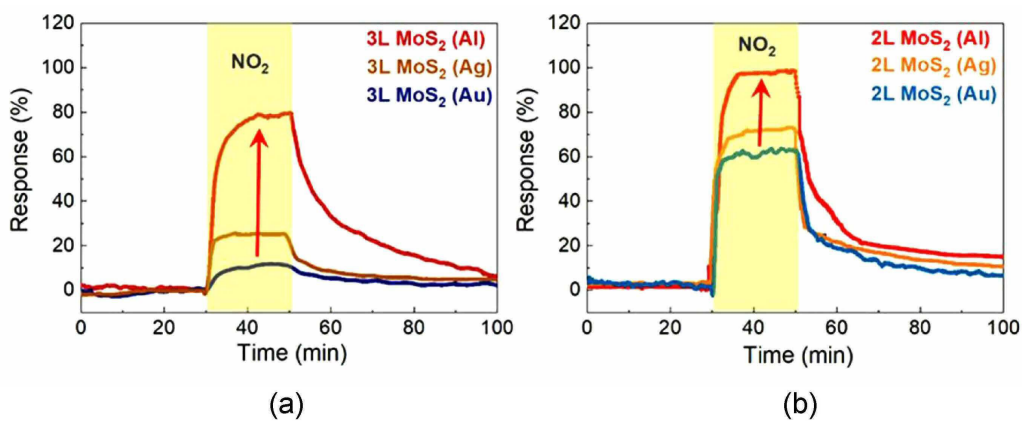 120
100
80
60
40
20
0
Response (%)
NO₂
3L MoS₂ (Al)
3L MoS₂ (Ag)
3L MoS₂ (Au)
0 20 40 60 80 100
Time (min)
(a)
120
100
80
60
40
20
0
Response (%)
NO₂
2L MoS₂ (Al)
2L MoS₂ (Ag)
2L MoS₂ (Au)
0 20 40 60 80 100
Time (min)
(b)